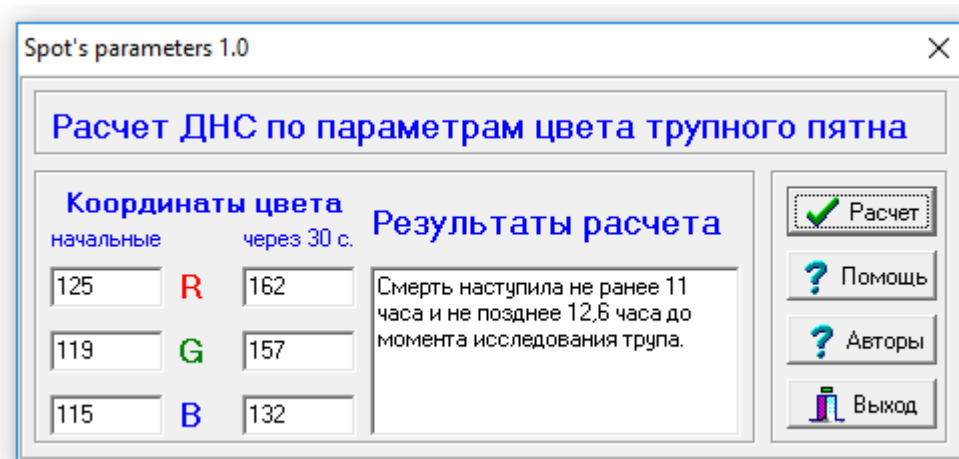 Spot's parameters 1.0
Расчет ДНС по параметрам цвета трупного пятна
Координаты цвета
начальные
через 30 с.
125 R 162
119 G 157
115 B 132
Результаты расчета
Смерть наступила не ранее 11
часа и не позднее 12,6 часа до
момента исследования трупа.
Расчет
? Помощь
? Авторы
Выход